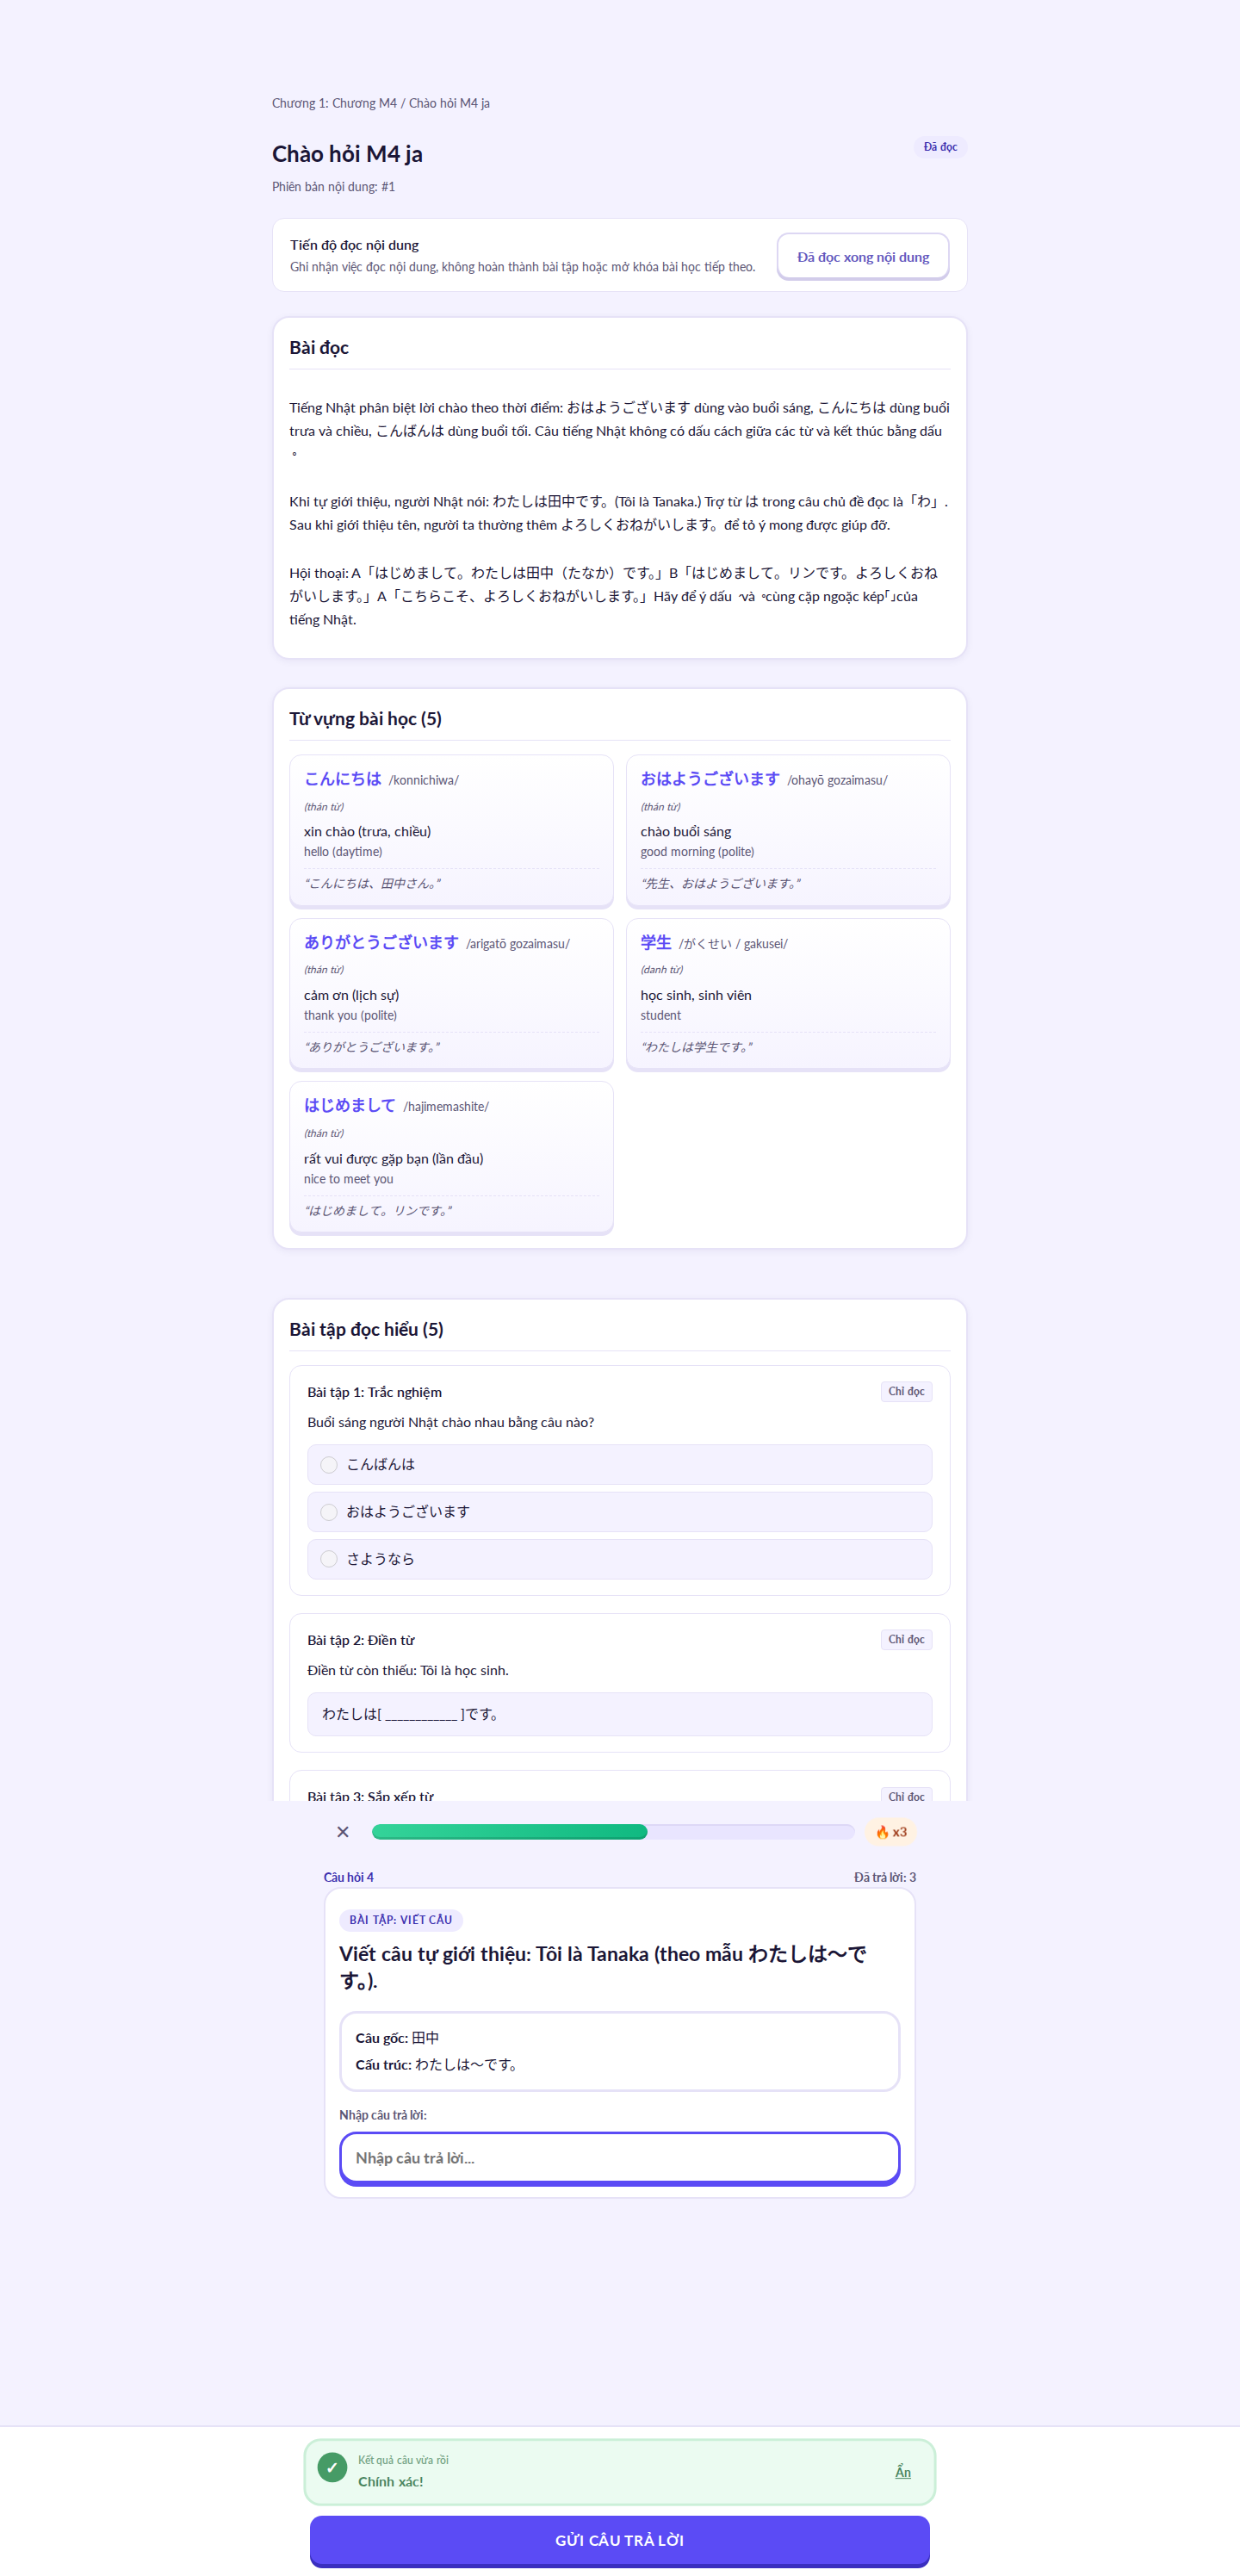 Chương 1: Chương M4 / Chào hỏi M4 ja
Chào hỏi M4 ja
Đã đọc
Phiên bản nội dung: #1
Tiến độ đọc nội dung
Ghi nhận việc đọc nội dung, không hoàn thành bài tập hoặc mở khóa bài học tiếp theo.
Đã đọc xong nội dung
Bài đọc
Tiếng Nhật phân biệt lời chào theo thời điểm: おはようございます dùng vào buổi sáng, こんにちは dùng buổi
trưa và chiều, こんばんは dùng buổi tối. Câu tiếng Nhật không có dấu cách giữa các từ và kết thúc bằng dấu
。
Khi tự giới thiệu, người Nhật nói: わたしは田中です。(Tôi là Tanaka.) Trợ từ は trong câu chủ đề đọc là「わ」.
Sau khi giới thiệu tên, người ta thường thêm よろしくおねがいします。để tỏ ý mong được giúp đỡ.
Hội thoại: A「はじめまして。わたしは田中（たなか）です。」B「はじめまして。リンです。よろしくおね
がいします。」A「こちらこそ、よろしくおねがいします。」Hãy để ý dấu 、và 。cùng cặp ngoặc kép「」của
tiếng Nhật.
Từ vựng bài học (5)
こんにちは /konnichiwa/
(thán từ)
xin chào (trưa, chiều)
hello (daytime)
“こんにちは、田中さん。”
おはようございます /ohayō gozaimasu/
(thán từ)
chào buổi sáng
good morning (polite)
“先生、おはようございます。”
ありがとうございます /arigatō gozaimasu/
(thán từ)
cảm ơn (lịch sự)
thank you (polite)
“ありがとうございます。”
学生 /がくせい / gakusei/
(danh từ)
học sinh, sinh viên
student
“わたしは学生です。”
はじめまして /hajimemashite/
(thán từ)
rất vui được gặp bạn (lần đầu)
nice to meet you
“はじめまして。リンです。”
Bài tập đọc hiểu (5)
Bài tập 1: Trắc nghiệm
Chỉ đọc
Buổi sáng người Nhật chào nhau bằng câu nào?
こんばんは
おはようございます
さようなら
Bài tập 2: Điền từ
Chỉ đọc
Điền từ còn thiếu: Tôi là học sinh.
わたしは[ ____________ ]です。
Bài tập 3: Sắp xếp từ
Chỉ đọc
✕
🔥 x3
Câu hỏi 4
Đã trả lời: 3
BÀI TẬP: VIẾT CÂU
Viết câu tự giới thiệu: Tôi là Tanaka (theo mẫu わたしは〜で
す。).
Câu gốc: 田中
Cấu trúc: わたしは〜です。
Nhập câu trả lời:
Nhập câu trả lời...
Kết quả câu vừa rồi
Chính xác!
Ẩn
GỬI CÂU TRẢ LỜI